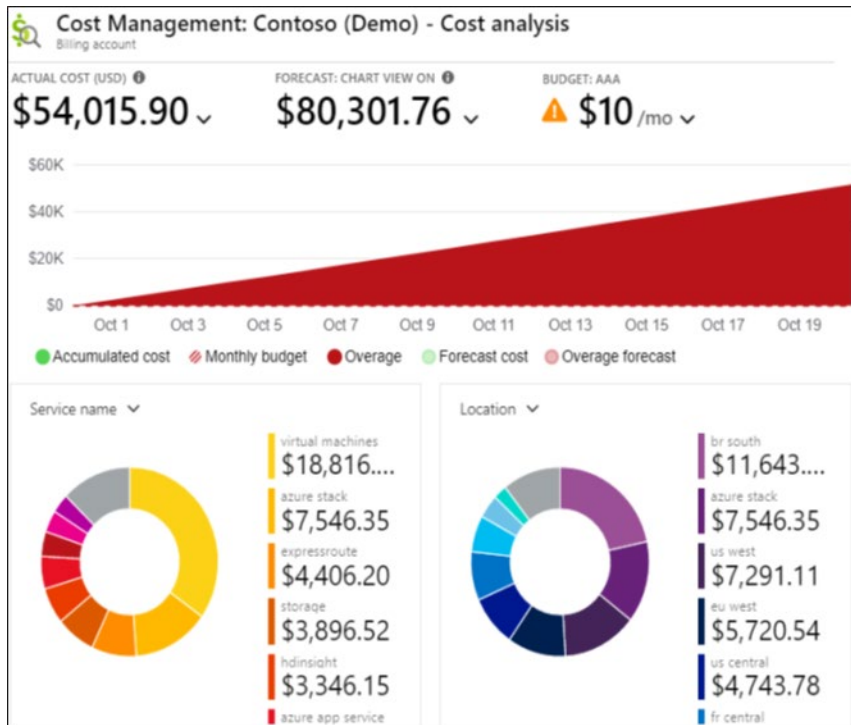 Cost Management: Contoso (Demo) - Cost analysis
Billing account
ACTUAL COST (USD)
FORECAST: CHART VIEW ON
BUDGET: AAA
$54,015.90
$80,301.76
$10 /mo
$60K
$40K
$20K
$0
Oct 1 Oct 3 Oct 5 Oct 7 Oct 9 Oct 11 Oct 13 Oct 15 Oct 17 Oct 19
Accumulated cost Monthly budget Overage Forecast cost Overage forecast
Service name
virtual machines
$18,816....
azure stack
$7,546.35
expressroute
$4,406.20
storage
$3,896.52
hdinsight
$3,346.15
azure app service
Location
br south
$11,643....
azure stack
$7,546.35
us west
$7,291.11
eu west
$5,720.54
us central
$4,743.78
fr central